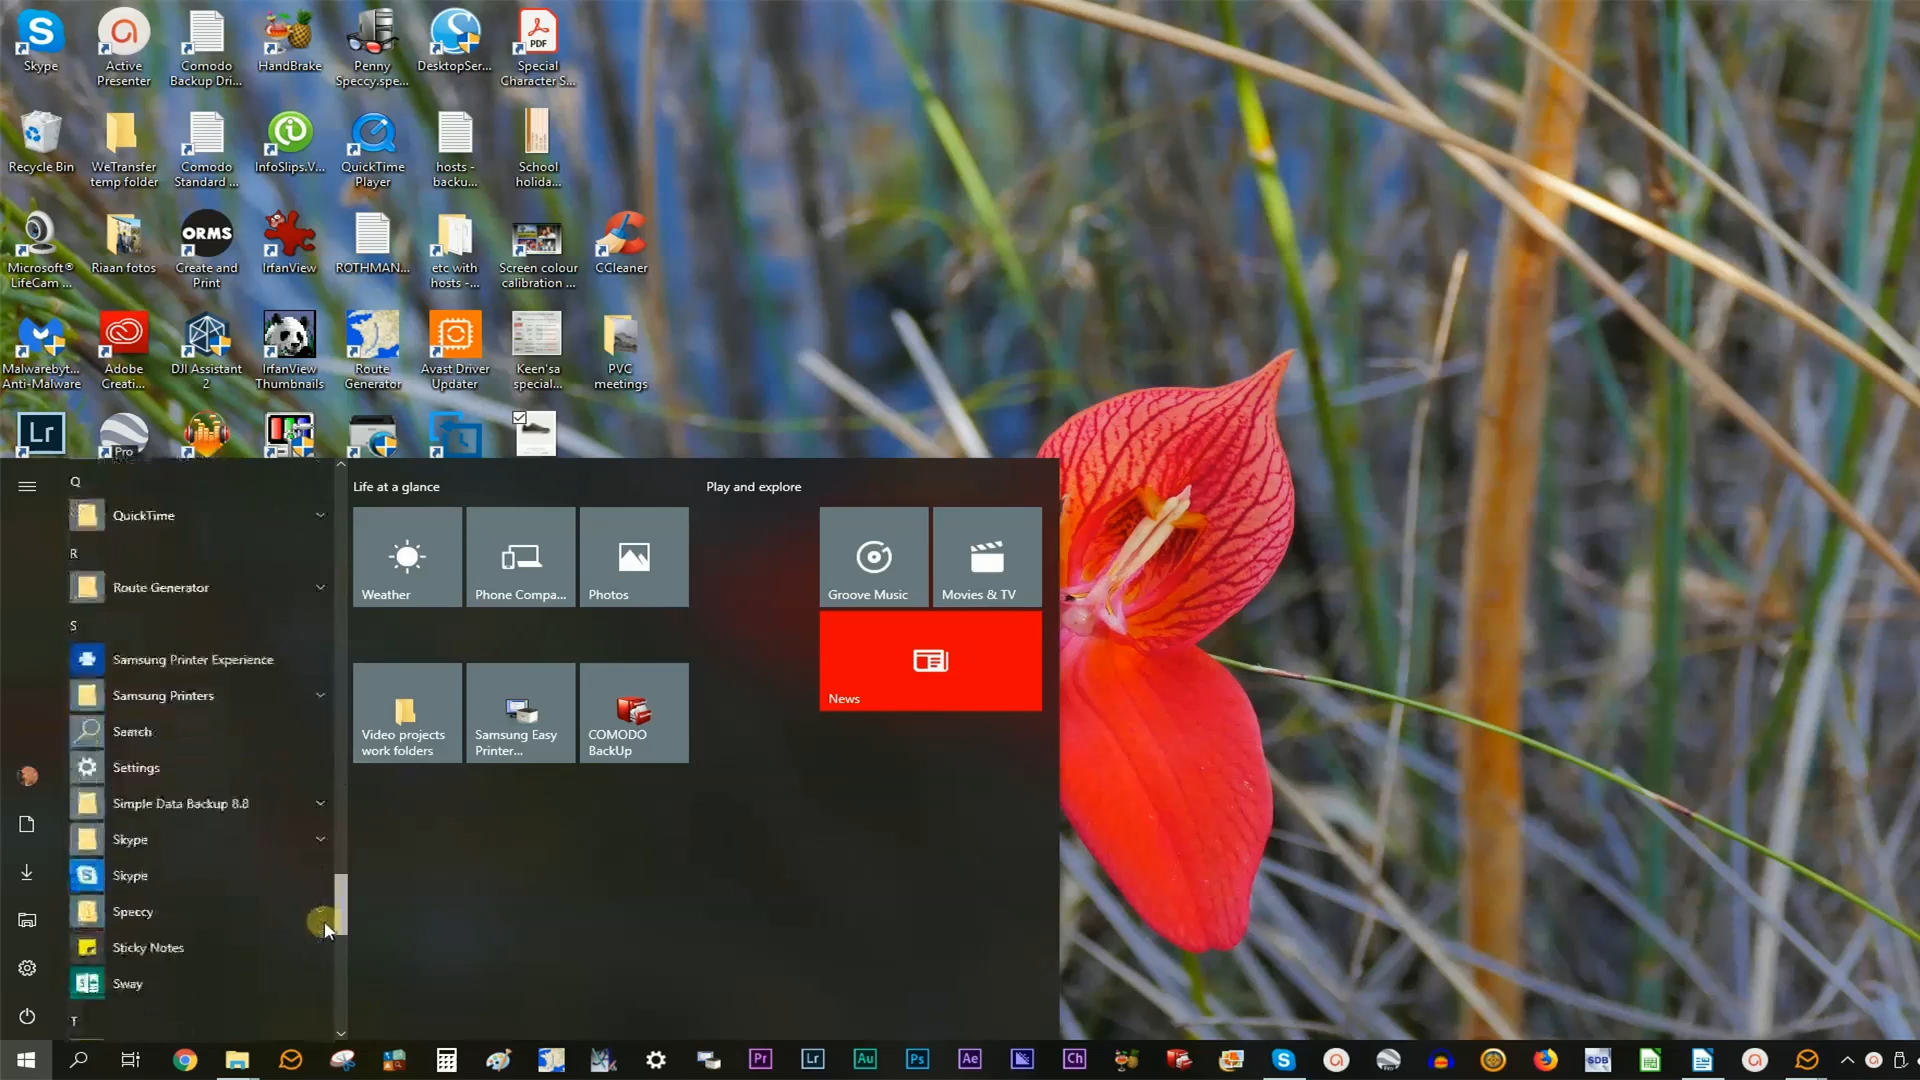 Skype
Active
Presenter
Comodo
Backup Dri...
HandBrake
Penny
Speccy.spe...
DesktopSer...
PDF
Special
Character S...
Recycle Bin
WeTransfer
temp folder
Comodo
Standard ...
InfoSlips.V...
QuickTime
Player
hosts -
backu...
School
holida...
Microsoft®
LifeCam ...
Riaan fotos
ORMS
Create and
Print
IrfanView
ROTHMAN...
etc with
hosts -...
Screen colour
calibration ...
CCleaner
Malwarebyt...
Anti-Malware
Adobe
Creati...
DJI Assistant
2
IrfanView
Thumbnails
Route
Generator
Avast Driver
Updater
Keen'sa
special...
PVC
meetings
Lr
Pro
Q
QuickTime
R
Route Generator
S
Samsung Printer Experience
Samsung Printers
Search
Settings
Simple Data Backup 8.8
Skype
Skype
Speccy
Sticky Notes
Sway
T
Life at a glance
Weather
Phone Compa...
Photos
Video projects
work folders
Samsung Easy
Printer...
COMODO
BackUp
Play and explore
Groove Music
Movies & TV
News
Pr
Lr
Au
Ps
Ae
Ch
Pro
SDB